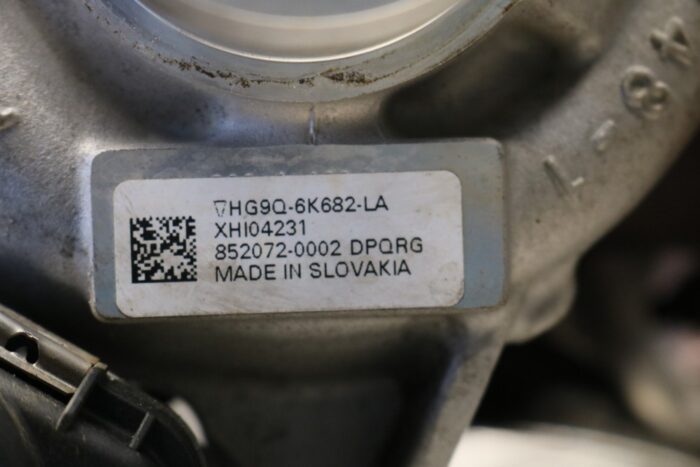 ▽HG9Q-6K682-LA
XHI04231
852072-0002 DPQRG
MADE IN SLOVAKIA